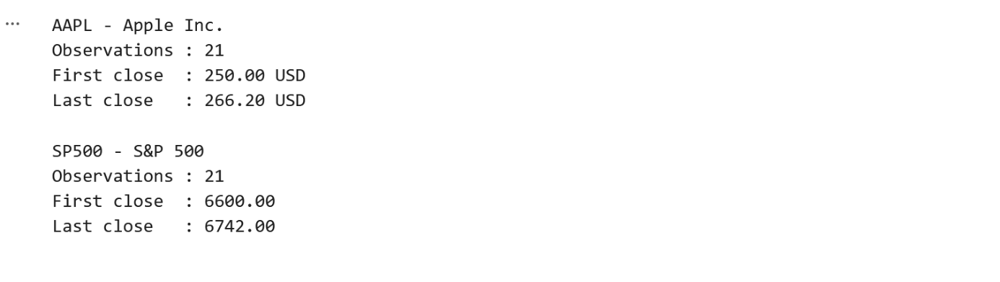 AAPL - Apple Inc.
Observations : 21
First close  : 250.00 USD
Last close   : 266.20 USD

SP500 - S&P 500
Observations : 21
First close  : 6600.00
Last close   : 6742.00